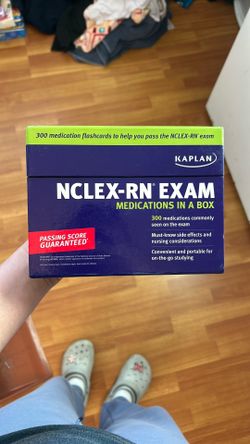 300 medication flashcards to help you pass the NCLEX-RN® exam
KAPLAN
NCLEX-RN® EXAM
MEDICATIONS IN A BOX
300 medications commonly
seen on the exam
Must-know side effects and
nursing considerations
Convenient and portable for
on-the-go studying
PASSING SCORE
GUARANTEED*